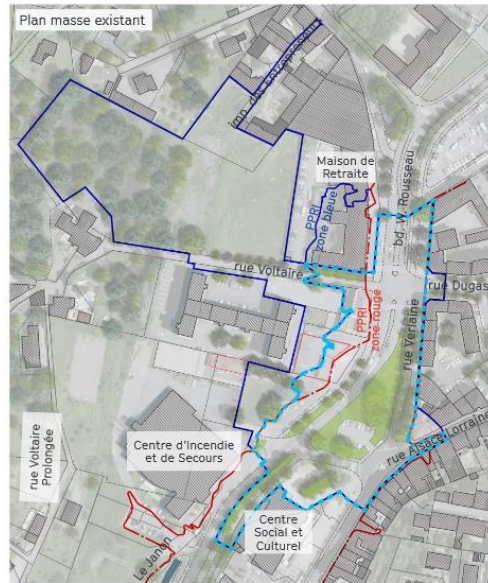 Plan masse existant
imp. des Entrepreneurs
Maison de
Retraite
bd. W. Rousseau
PPRI
zone bleue
rue Voltaire
rue Dugas
PPRI
zone rouge
rue Verlaine
rue Alsace Lorraine
Centre d'Incendie
et de Secours
rue Voltaire
Prolongée
Le Janon
Centre
Social et
Culturel